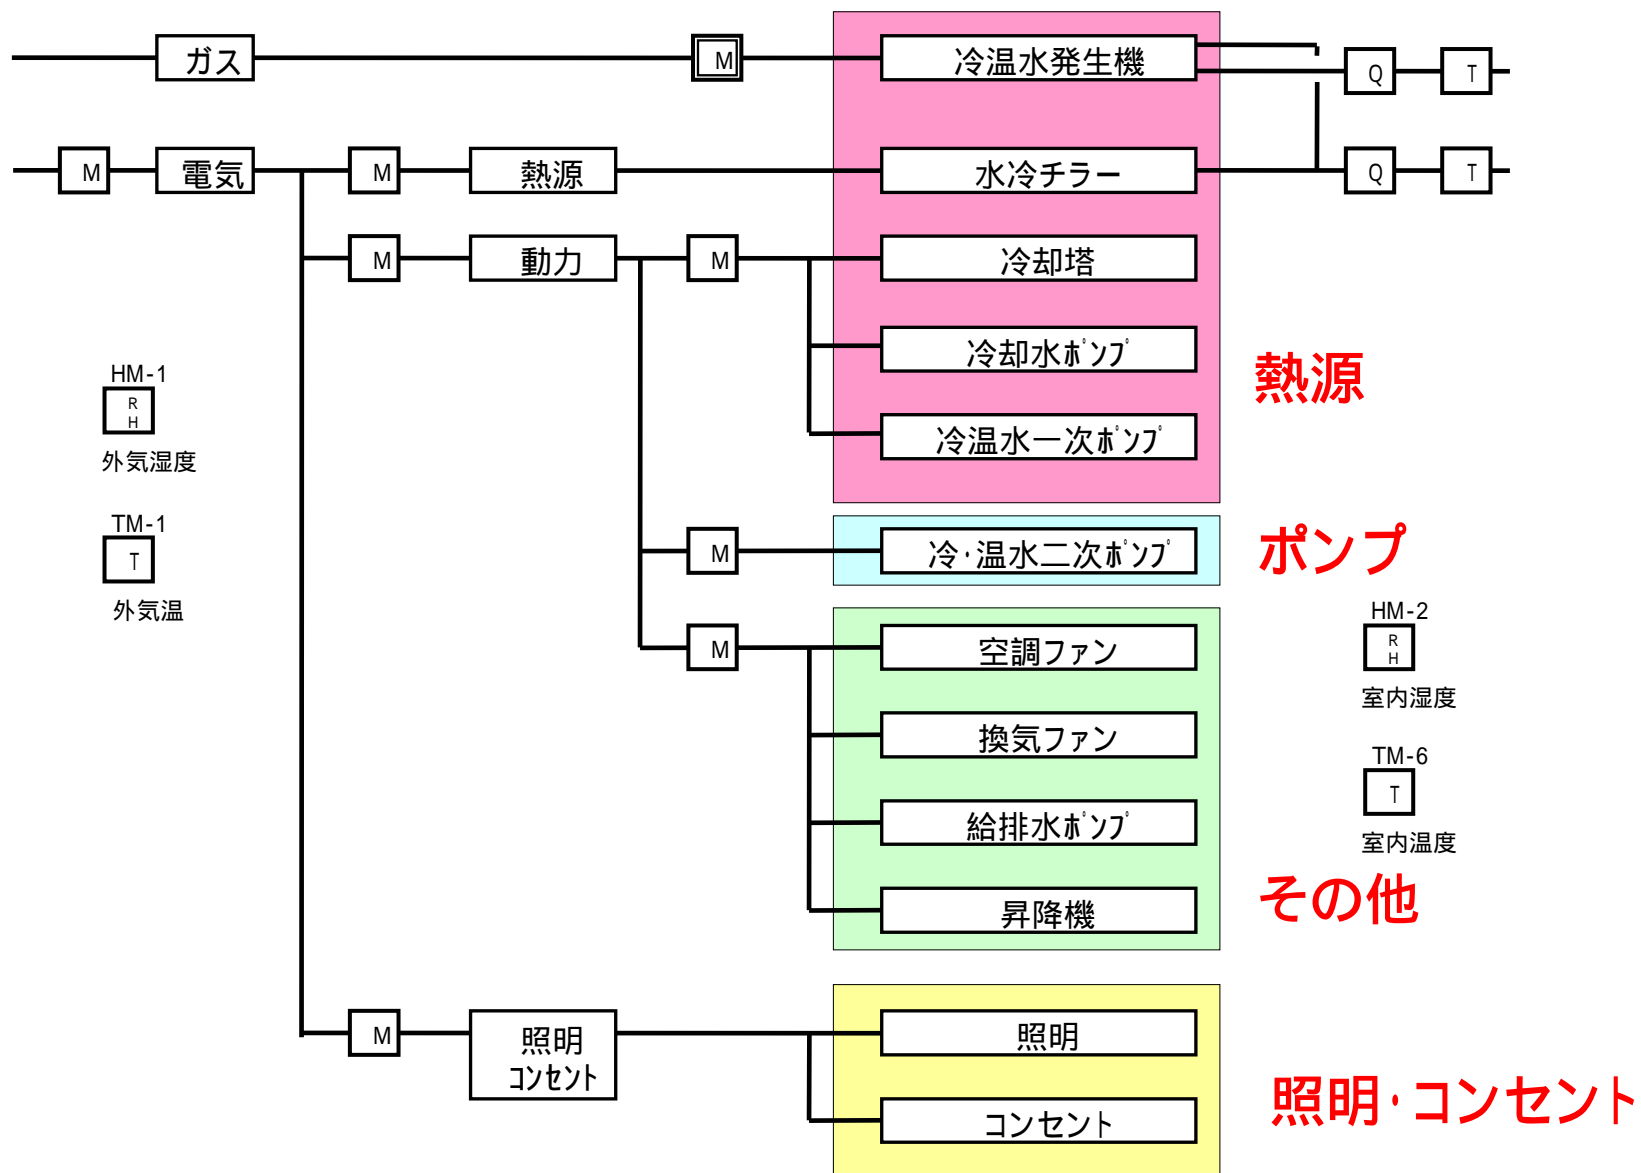 ガス
M
冷温水発生機
Q
T
M
電気
M
熱源
水冷チラー
Q
T
M
動力
M
冷却塔
冷却水ﾎﾟﾝﾌﾟ
熱源
HM-1
R
H
外気湿度
冷温水一次ﾎﾟﾝﾌﾟ
TM-1
T
外気温
M
冷・温水二次ﾎﾟﾝﾌﾟ
ポンプ
M
空調ファン
HM-2
R
H
室内湿度
換気ファン
TM-6
T
室内温度
給排水ﾎﾟﾝﾌﾟ
その他
昇降機
M
照明
コンセント
照明
照明・コンセント
コンセント